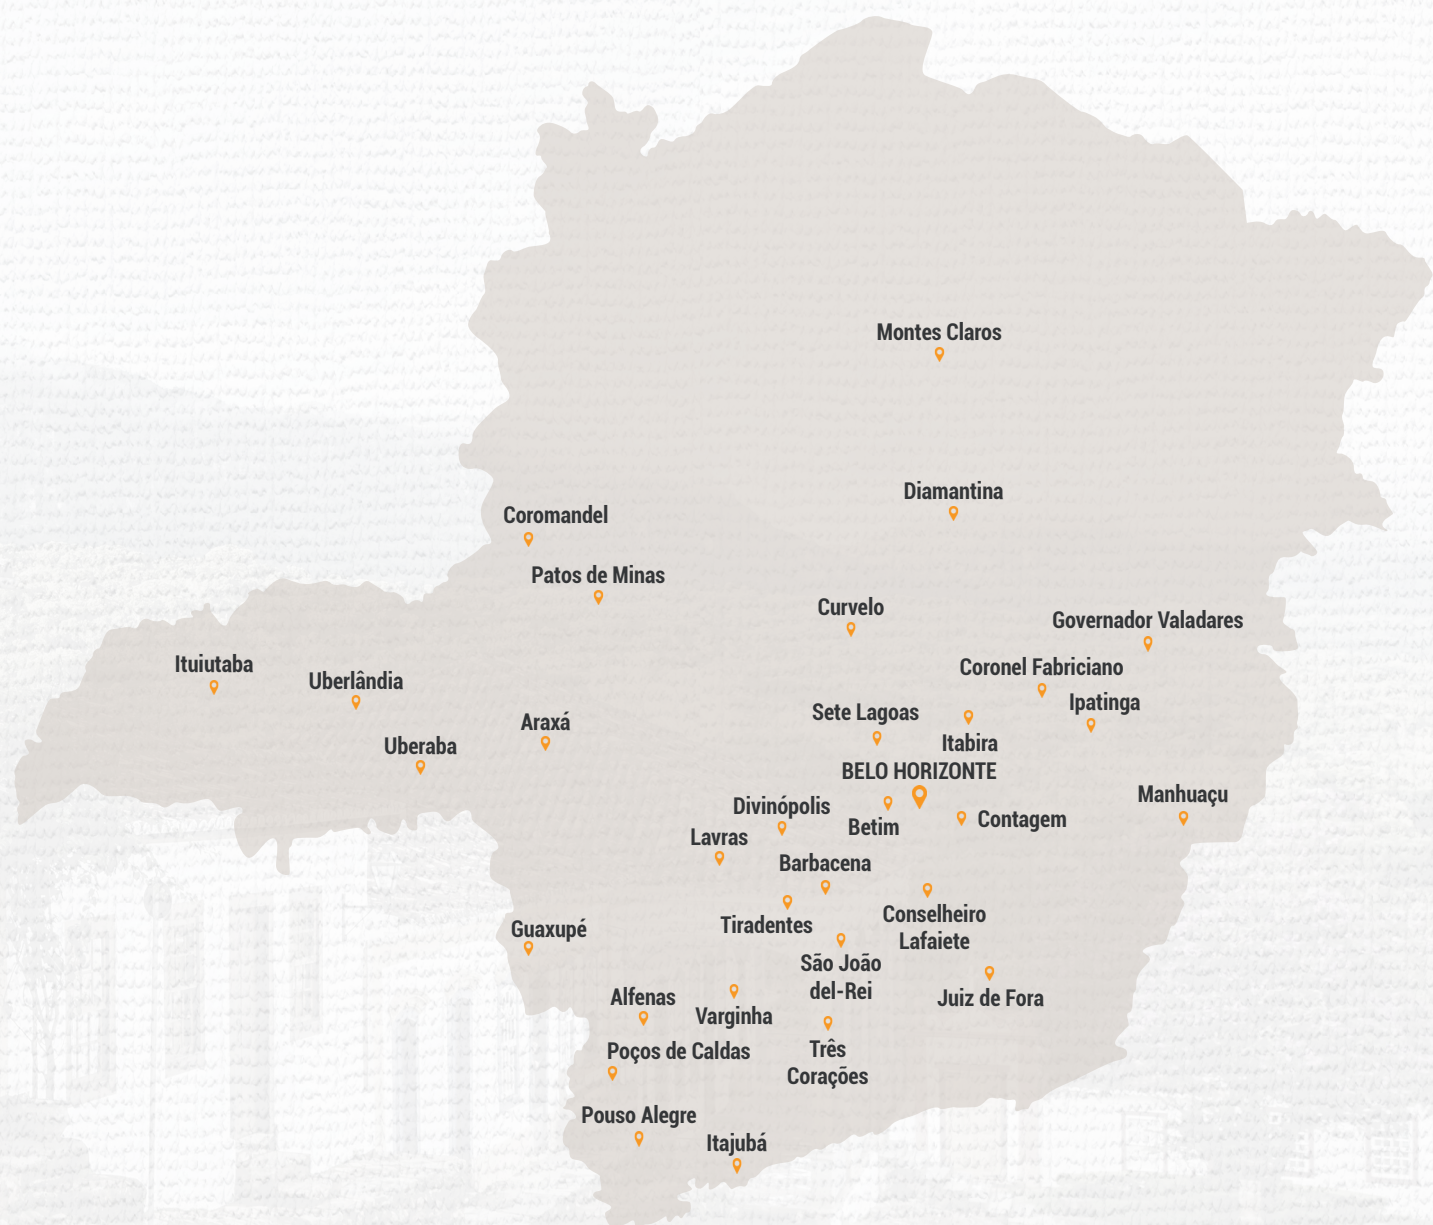 Montes Claros
Diamantina
Coromandel
Patos de Minas
Curvelo
Governador Valadares
Ituiutaba
Coronel Fabriciano
Uberlândia
Ipatinga
Sete Lagoas
Araxá
Itabira
Uberaba
BELO HORIZONTE
Manhuaçu
Divinópolis
Contagem
Betim
Lavras
Barbacena
Conselheiro
Lafaiete
Tiradentes
Guaxupé
São João
del-Rei
Alfenas
Juiz de Fora
Varginha
Três
Corações
Poços de Caldas
Pouso Alegre
Itajubá